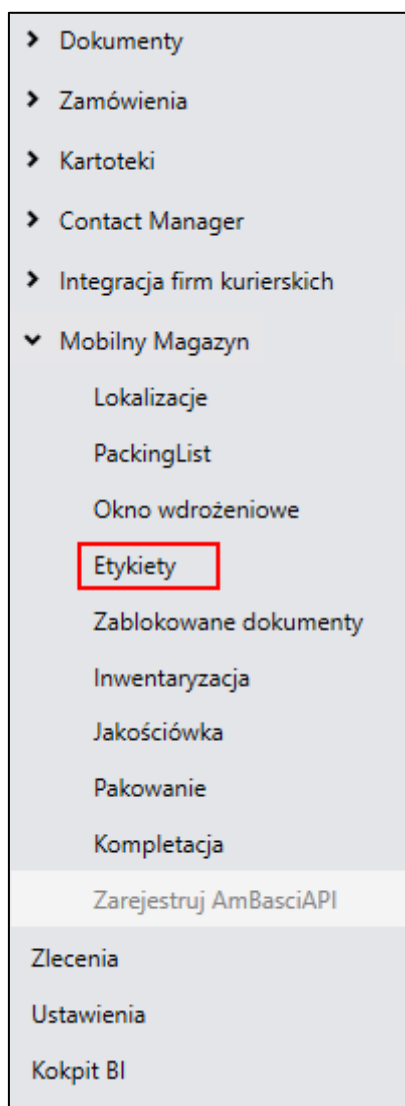 Dokumenty
Zamówienia
Kartoteki
Contact Manager
Integracja firm kurierskich
Mobilny Magazyn
Lokalizacje
PackingList
Okno wdrożeniowe
Etykiety
Zablokowane dokumenty
Inwentaryzacja
Jakościówka
Pakowanie
Kompletacja
Zarejestruj AmBasciAPI
Zlecenia
Ustawienia
Kokpit BI